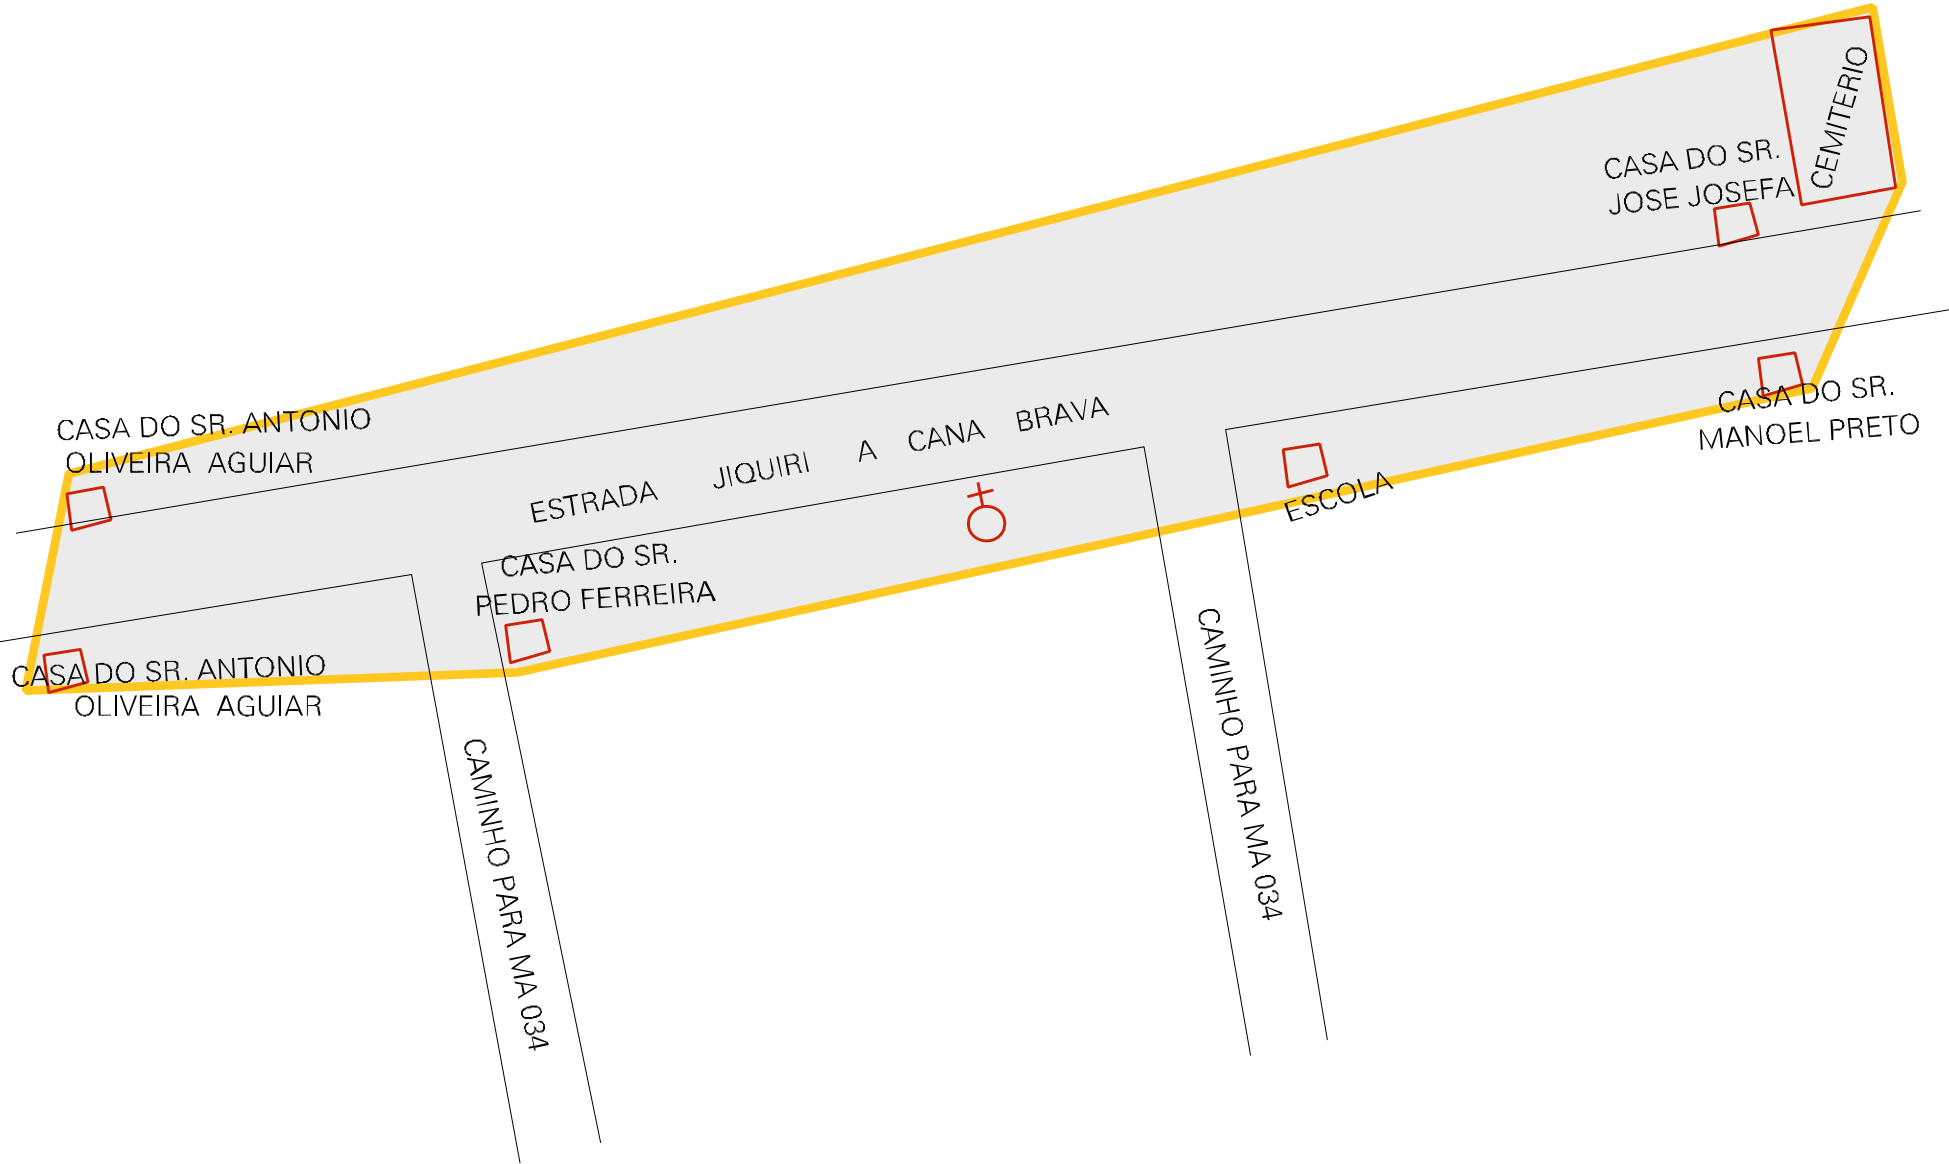 CEMITERIO
CASA DO SR.
JOSE JOSEFA
CASA DO SR. ANTONIO
OLIVEIRA AGUIAR
ESTRADA JIQUIRI A CANA BRAVA
CASA DO SR.
MANOEL PRETO
ESCOLA
CASA DO SR.
PEDRO FERREIRA
CASA DO SR. ANTONIO
OLIVEIRA AGUIAR
CAMINHO PARA MA 034
CAMINHO PARA MA 034